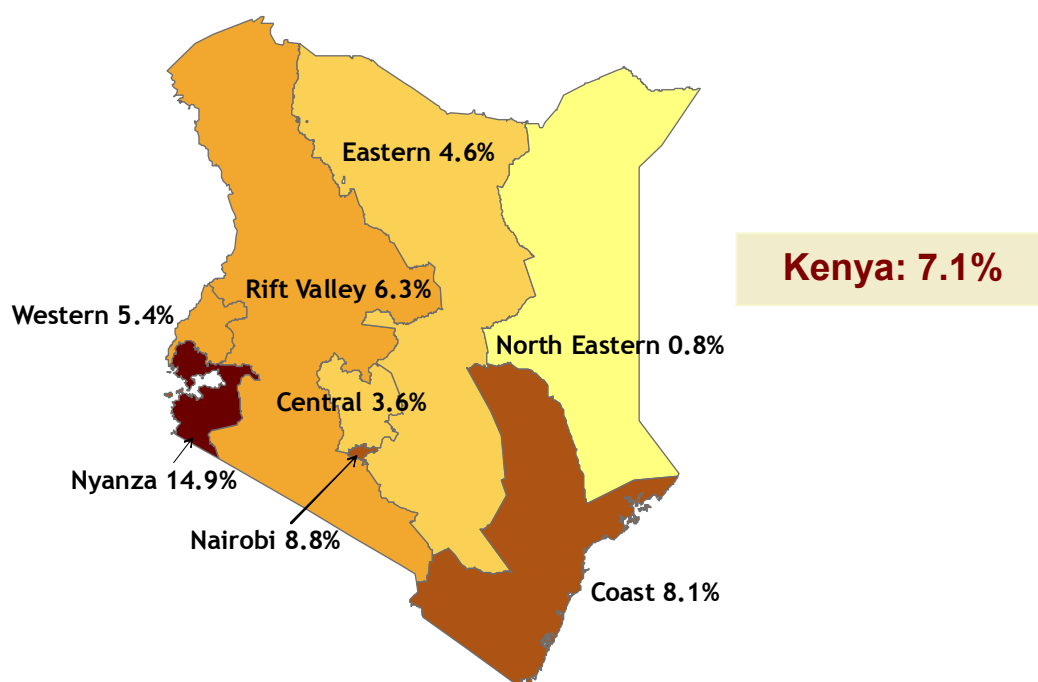 Eastern 4.6%
Kenya: 7.1%
Rift Valley 6.3%
Western 5.4%
North Eastern 0.8%
Central 3.6%
Nyanza 14.9%
Nairobi 8.8%
Coast 8.1%